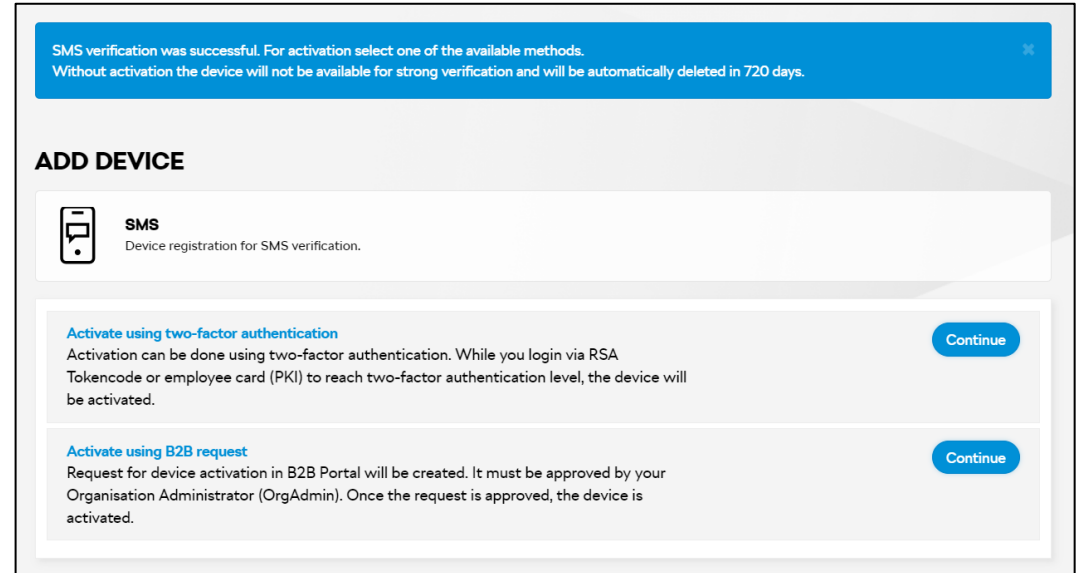 SMS verification was successful. For activation select one of the available methods.
Without activation the device will not be available for strong verification and will be automatically deleted in 720 days.
ADD DEVICE
SMS
Device registration for SMS verification.
Activate using two-factor authentication
Continue
Activation can be done using two-factor authentication. While you login via RSA
Tokencode or employee card (PKI) to reach two-factor authentication level, the device will
be activated.
Activate using B2B request
Continue
Request for device activation in B2B Portal will be created. It must be approved by your
Organisation Administrator (OrgAdmin). Once the request is approved, the device is
activated.